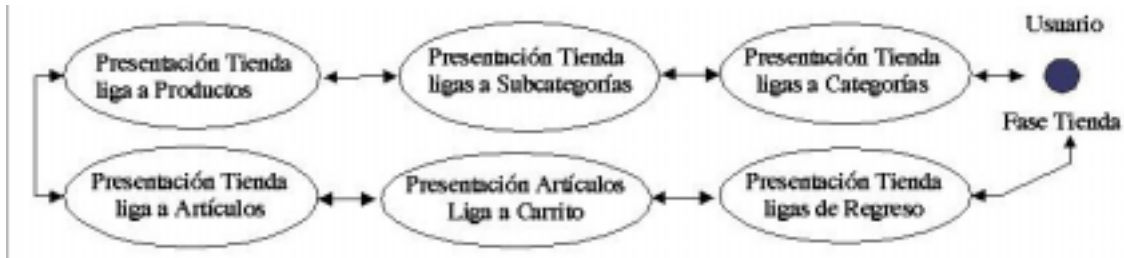 Usuario
Presentación Tienda
liga a Productos
Presentación Tienda
ligas a Subcategorías
Presentación Tienda
ligas a Categorías
Fase Tienda
Presentación Tienda
liga a Artículos
Presentación Artículos
Liga a Carrito
Presentación Tienda
ligas de Regreso